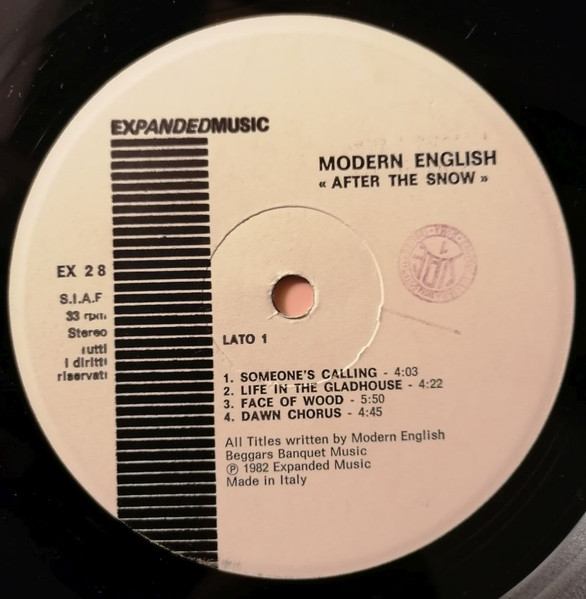 EXPANDEDMUSIC
MODERN ENGLISH
« AFTER THE SNOW »
EX 28
S.I.A.F
33 rpm.
Stereo
tutti
i diritti
riservati
LATO 1
1. SOMEONE'S CALLING - 4:03
2. LIFE IN THE GLADHOUSE - 4:22
3. FACE OF WOOD - 5:50
4. DAWN CHORUS - 4:45
All Titles written by Modern English
Beggars Banquet Music
℗ 1982 Expanded Music
Made in Italy